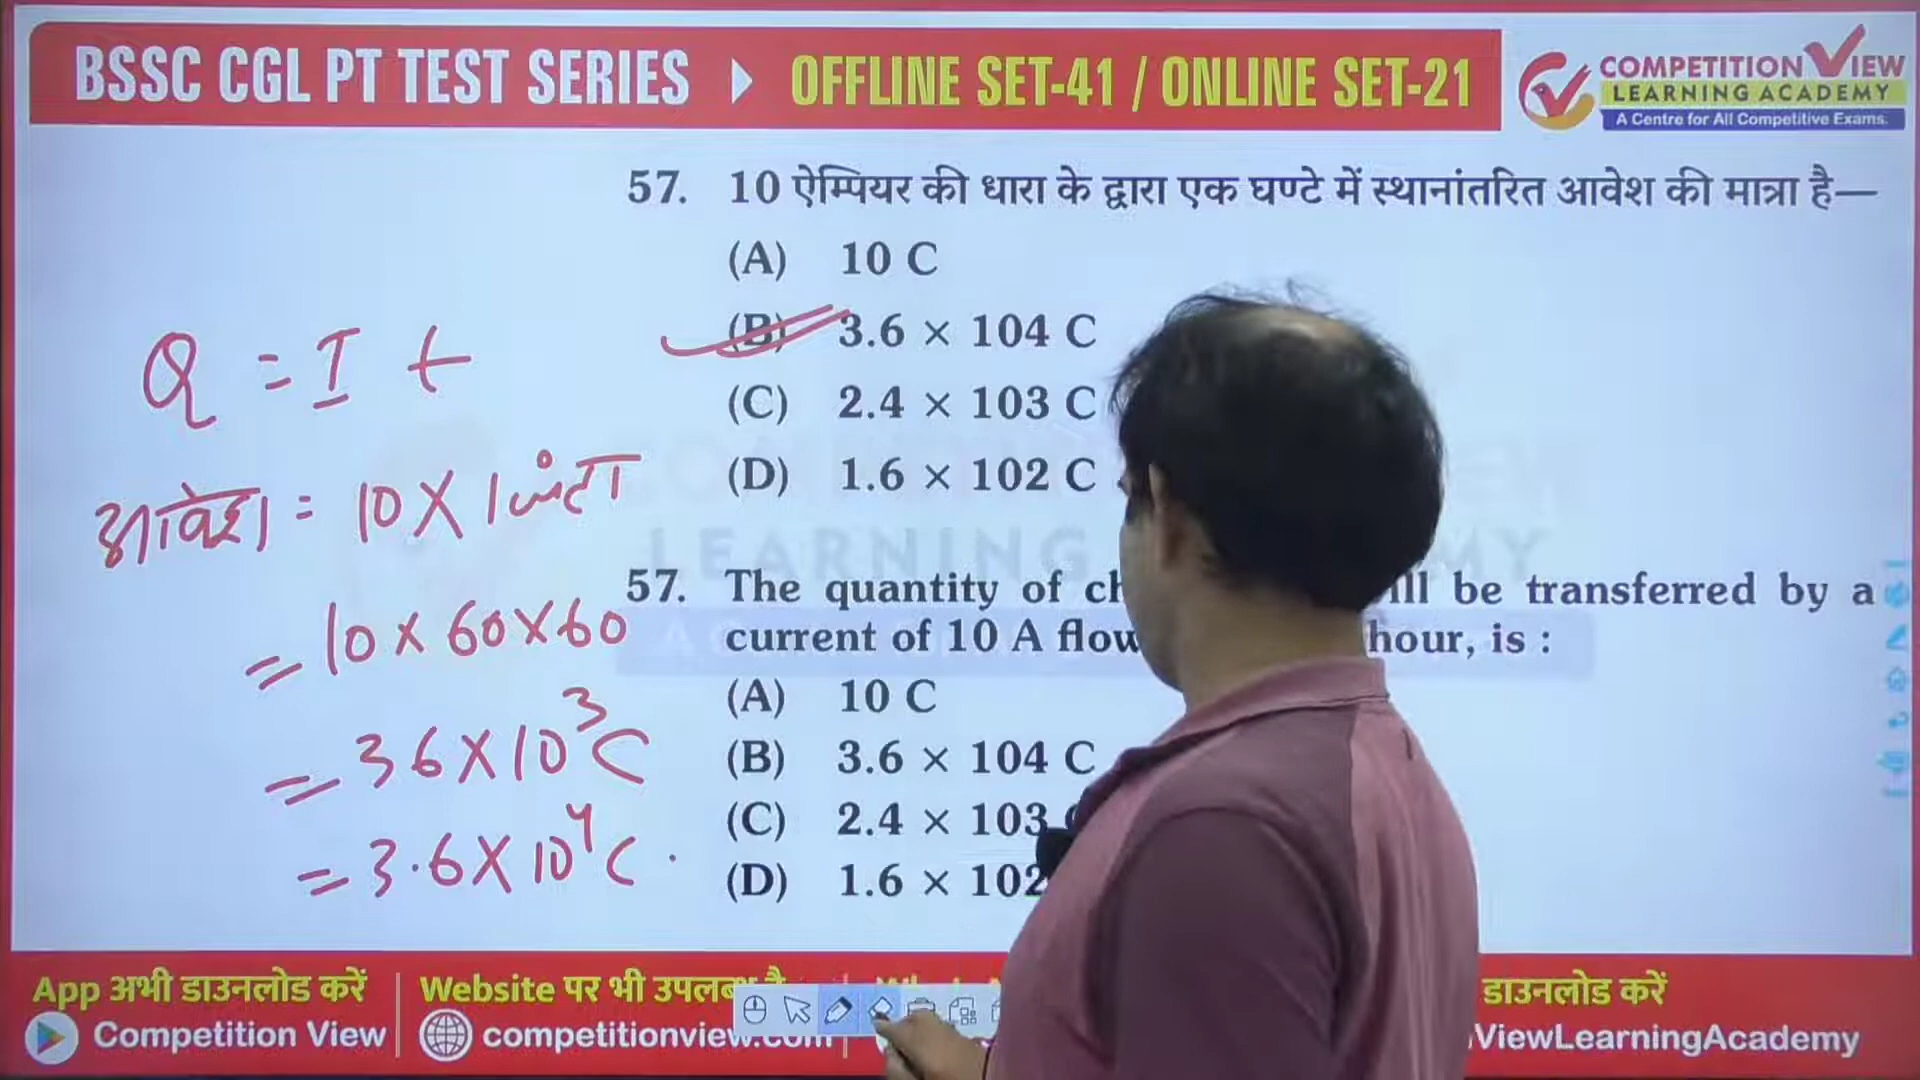 BSSC CGL PT TEST SERIES OFFLINE SET-41 / ONLINE SET-21
COMPETITION VIEW
LEARNING ACADEMY
A Centre for All Competitive Exams.
57. 10 ऐम्पियर की धारा के द्वारा एक घण्टे में स्थानांतरित आवेश की मात्रा है—
(A) 10 C
(B) 3.6 × 104 C
(C) 2.4 × 103 C
(D) 1.6 × 102 C
Q = I t
आवेश = 10 X 1 घंटा
= 10 x 60 x 60
= 36 X 10³ C
= 3.6 X 10⁴ C
57. The quantity of be transferred by a
current of 10 A hour, is :
(A) 10 C
(B) 3.6 × 104 C
(C) 2.4 × 103
(D) 1.6 × 102
LEARNING
App अभी डाउनलोड करें
Competition View
Website पर भी
competitionview.com
डाउनलोड करें
ViewLearningAcademy